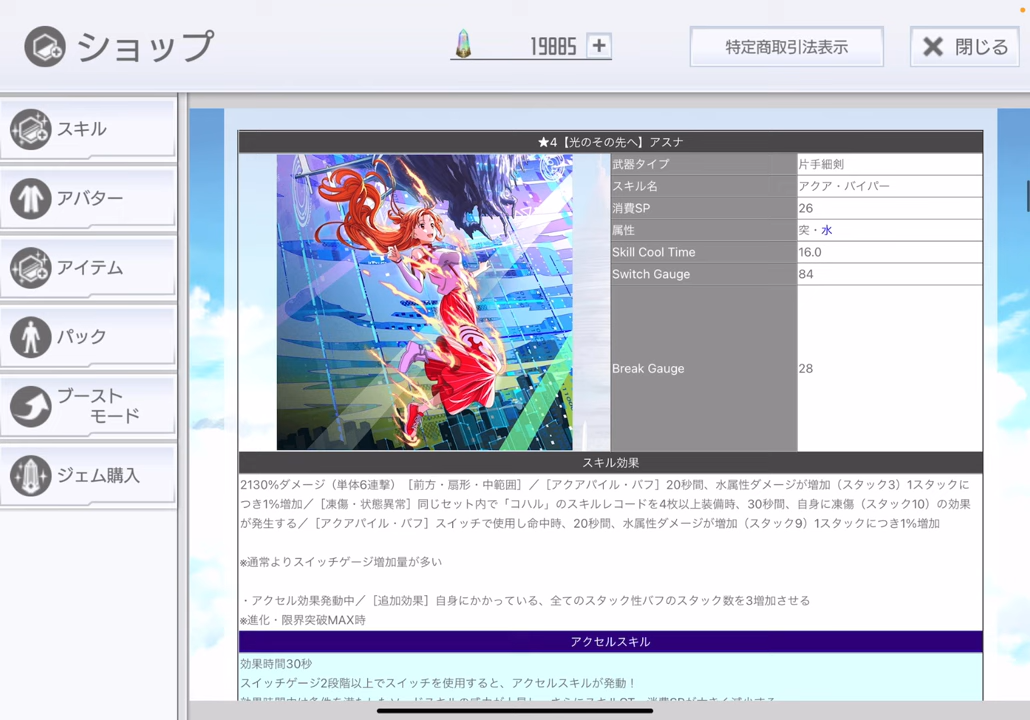 ショップ
19885
特定商取引法表示
閉じる
スキル
アバター
アイテム
パック
ブースト
モード
ジェム購入
★4【光のその先へ】アスナ
武器タイプ 片手細剣
スキル名 アクア・バイパー
消費SP 26
属性 突・水
Skill Cool Time 16.0
Switch Gauge 84
Break Gauge 28
スキル効果
2130%ダメージ（単体6連撃）［前方・扇形・中範囲］／［アクアバイル・バフ］20秒間、水属性ダメージが増加（スタック3）1スタックに
つき1%増加／［凍傷・状態異常］同じセット内で「コハル」のスキルレコードを4枚以上装備時、30秒間、自身に凍傷（スタック10）の効果
が発生する／［アクアバイル・バフ］スイッチで使用し命中時、20秒間、水属性ダメージが増加（スタック9）1スタックにつき1%増加
※通常よりスイッチゲージ増加量が多い
・アクセル効果発動中／［追加効果］自身にかかっている、全てのスタック性バフのスタック数を3増加させる
※進化・限界突破MAX時
アクセルスキル
効果時間30秒
スイッチゲージ2段階以上でスイッチを使用すると、アクセルスキルが発動！